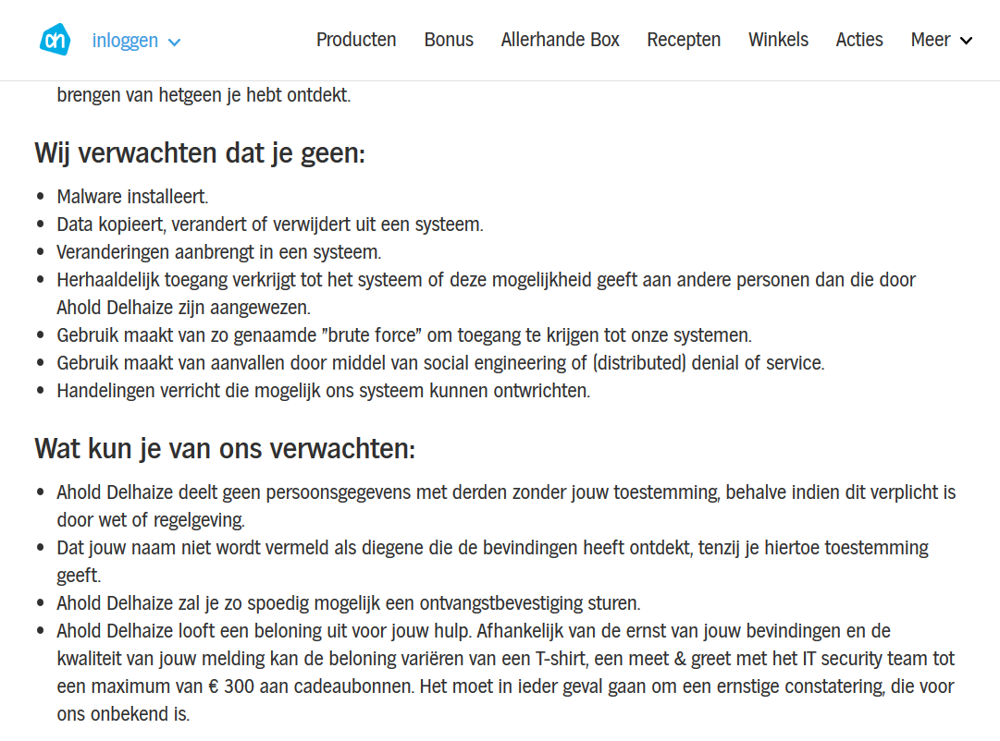 ah inloggen Producten Bonus Allerhande Box Recepten Winkels Acties Meer
brengen van hetgeen je hebt ontdekt.
Wij verwachten dat je geen:
• Malware installeert.
• Data kopieert, verandert of verwijdert uit een systeem.
• Veranderingen aanbrengt in een systeem.
• Herhaaldelijk toegang verkrijgt tot het systeem of deze mogelijkheid geeft aan andere personen dan die door
Ahold Delhaize zijn aangewezen.
• Gebruik maakt van zo genaamde ”brute force” om toegang te krijgen tot onze systemen.
• Gebruik maakt van aanvallen door middel van social engineering of (distributed) denial of service.
• Handelingen verricht die mogelijk ons systeem kunnen ontwrichten.
Wat kun je van ons verwachten:
• Ahold Delhaize deelt geen persoonsgegevens met derden zonder jouw toestemming, behalve indien dit verplicht is
door wet of regelgeving.
• Dat jouw naam niet wordt vermeld als diegene die de bevindingen heeft ontdekt, tenzij je hiertoe toestemming
geeft.
• Ahold Delhaize zal je zo spoedig mogelijk een ontvangstbevestiging sturen.
• Ahold Delhaize looft een beloning uit voor jouw hulp. Afhankelijk van de ernst van jouw bevindingen en de
kwaliteit van jouw melding kan de beloning variëren van een T-shirt, een meet & greet met het IT security team tot
een maximum van € 300 aan cadeaubonnen. Het moet in ieder geval gaan om een ernstige constatering, die voor
ons onbekend is.